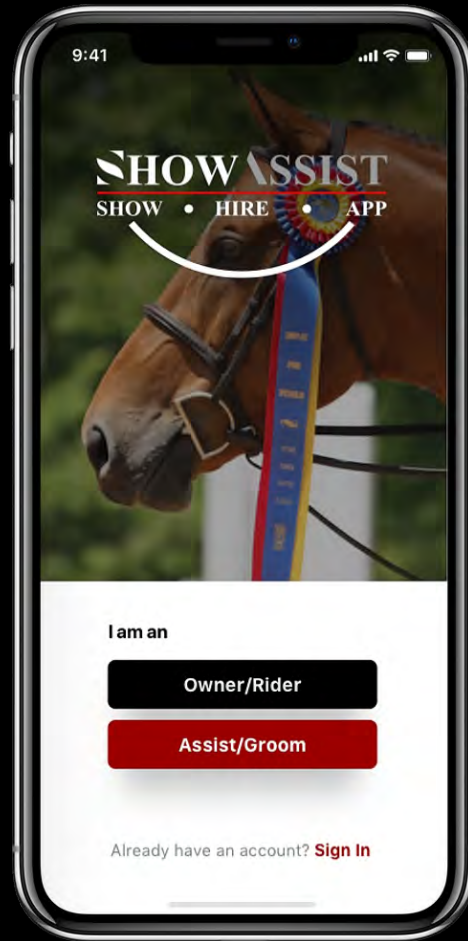 9:41
SHOWASSIST
SHOW • HIRE • APP
I am an
Owner/Rider
Assist/Groom
Already have an account? Sign In